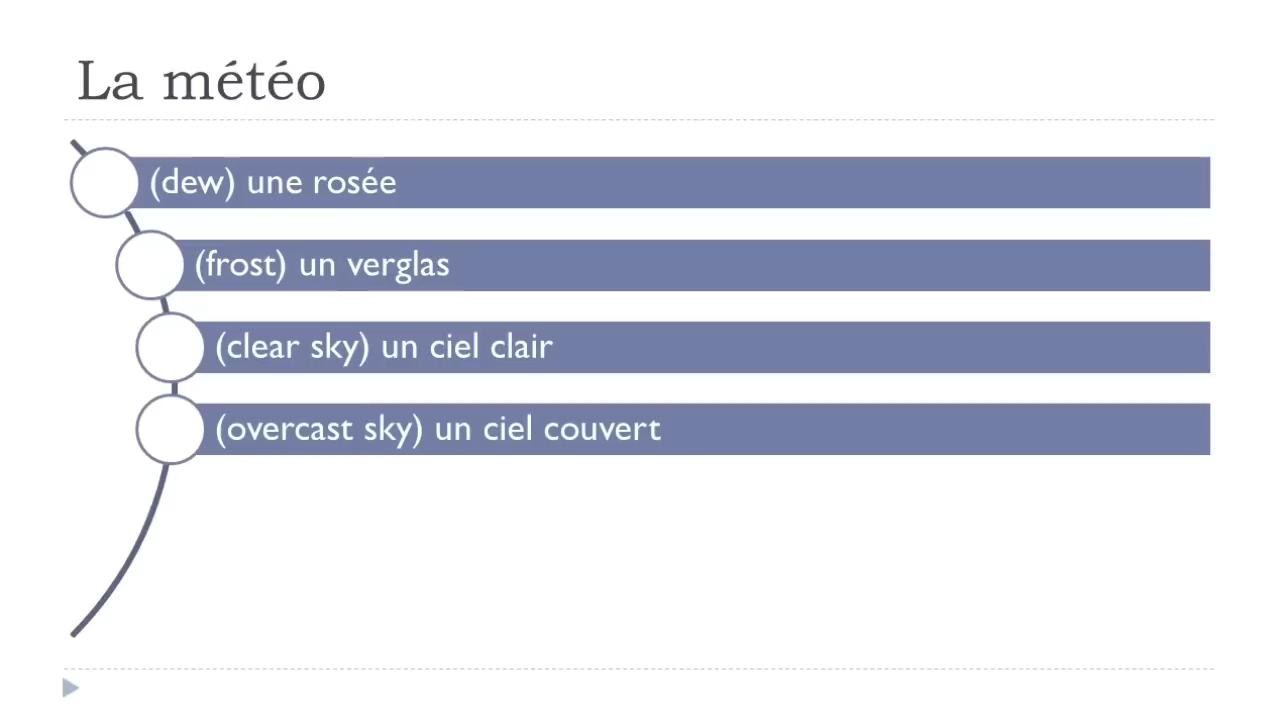 La météo
(dew) une rosée
(frost) un verglas
(clear sky) un ciel clair
(overcast sky) un ciel couvert